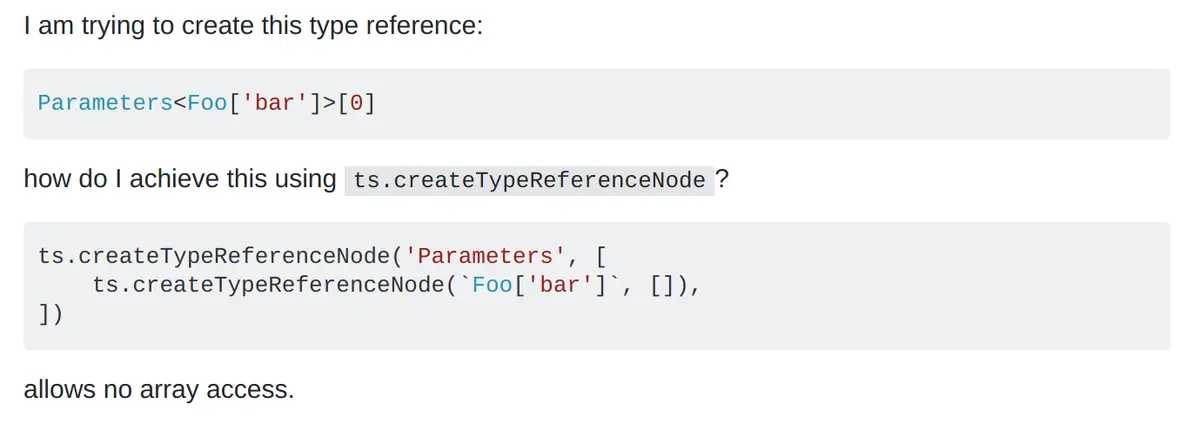 I am trying to create this type reference:
Parameters<Foo['bar']>[0]
how do I achieve this using ts.createTypeReferenceNode?
ts.createTypeReferenceNode('Parameters', [
    ts.createTypeReferenceNode(`Foo['bar']`, []),
])
allows no array access.